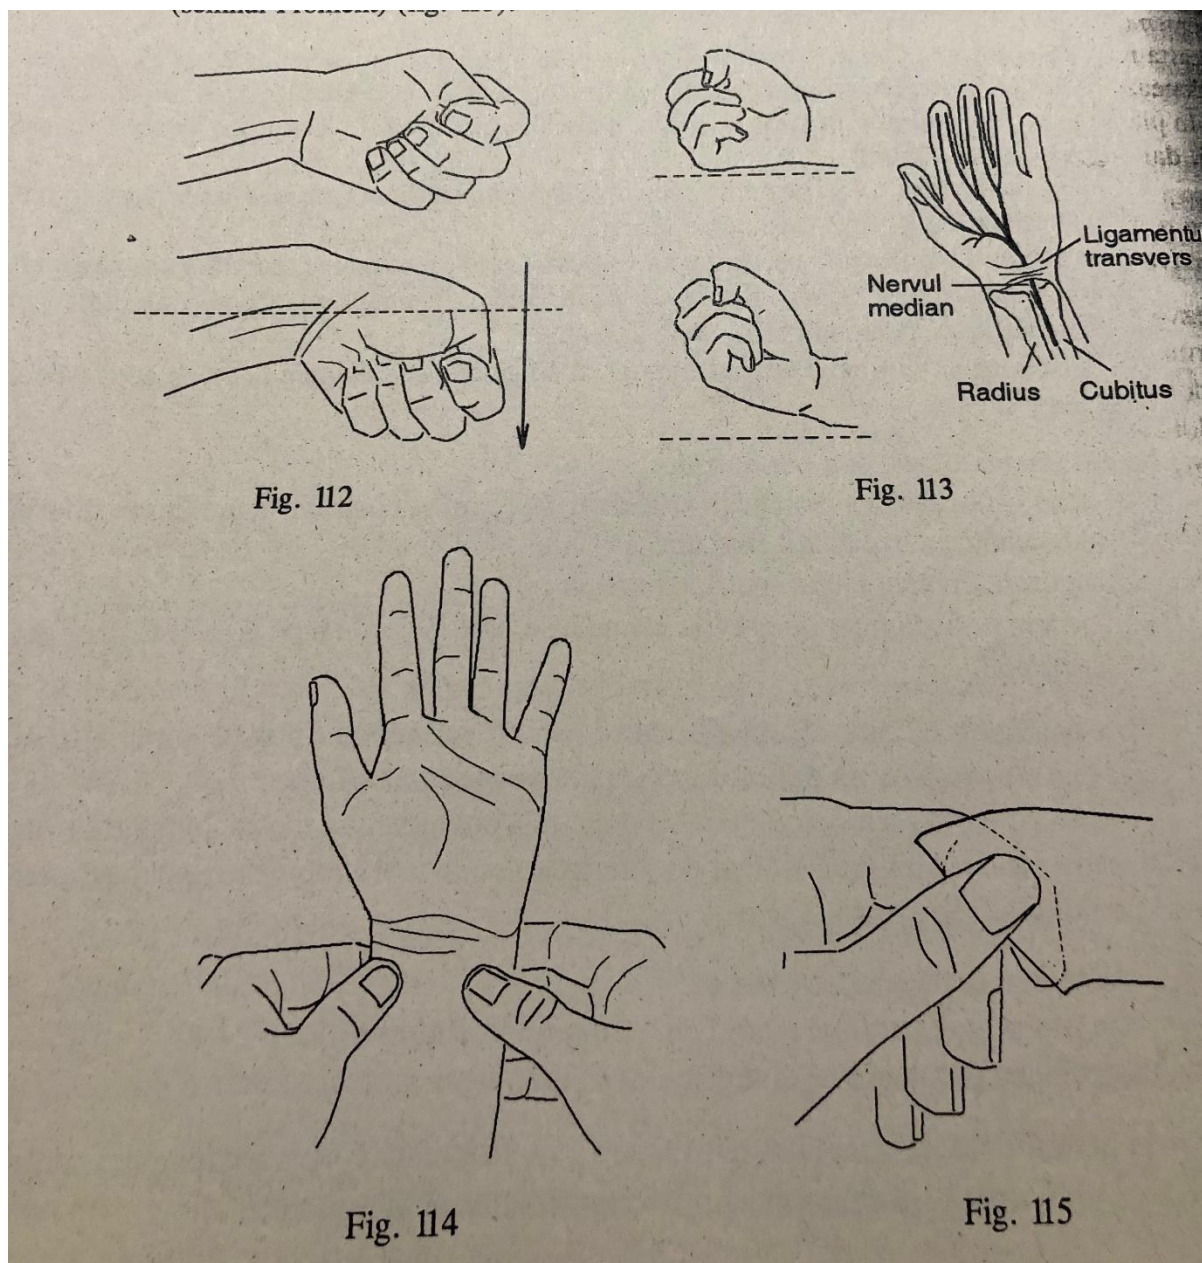 Ligamentu
transvers
Nervul
median
Radius
Cubitus
Fig. 112
Fig. 113
Fig. 114
Fig. 115